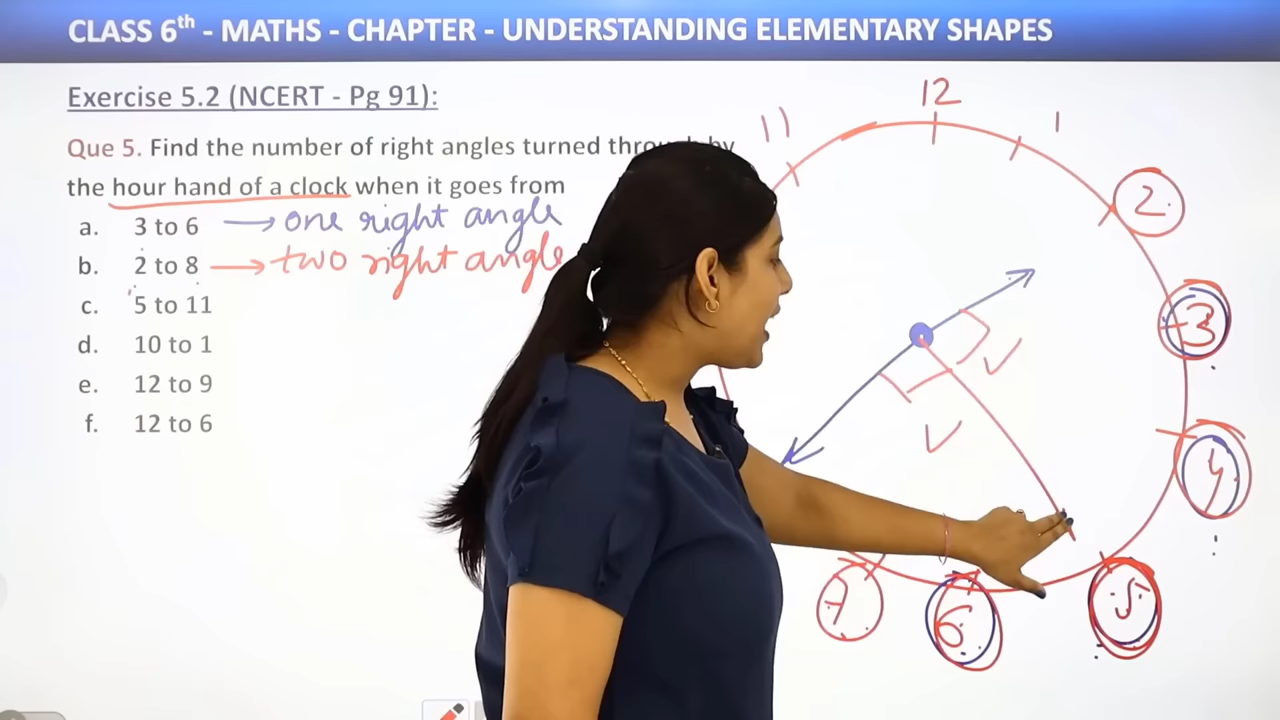 CLASS 6th - MATHS - CHAPTER - UNDERSTANDING ELEMENTARY SHAPES
Exercise 5.2 (NCERT - Pg 91):
Que 5. Find the number of right angles turned through by
the hour hand of a clock when it goes from
a. 3 to 6 → one right angle
b. 2 to 8 → two right angle
c. 5 to 11
d. 10 to 1
e. 12 to 9
f. 12 to 6
12
11
1
2
3
4
7
6
5